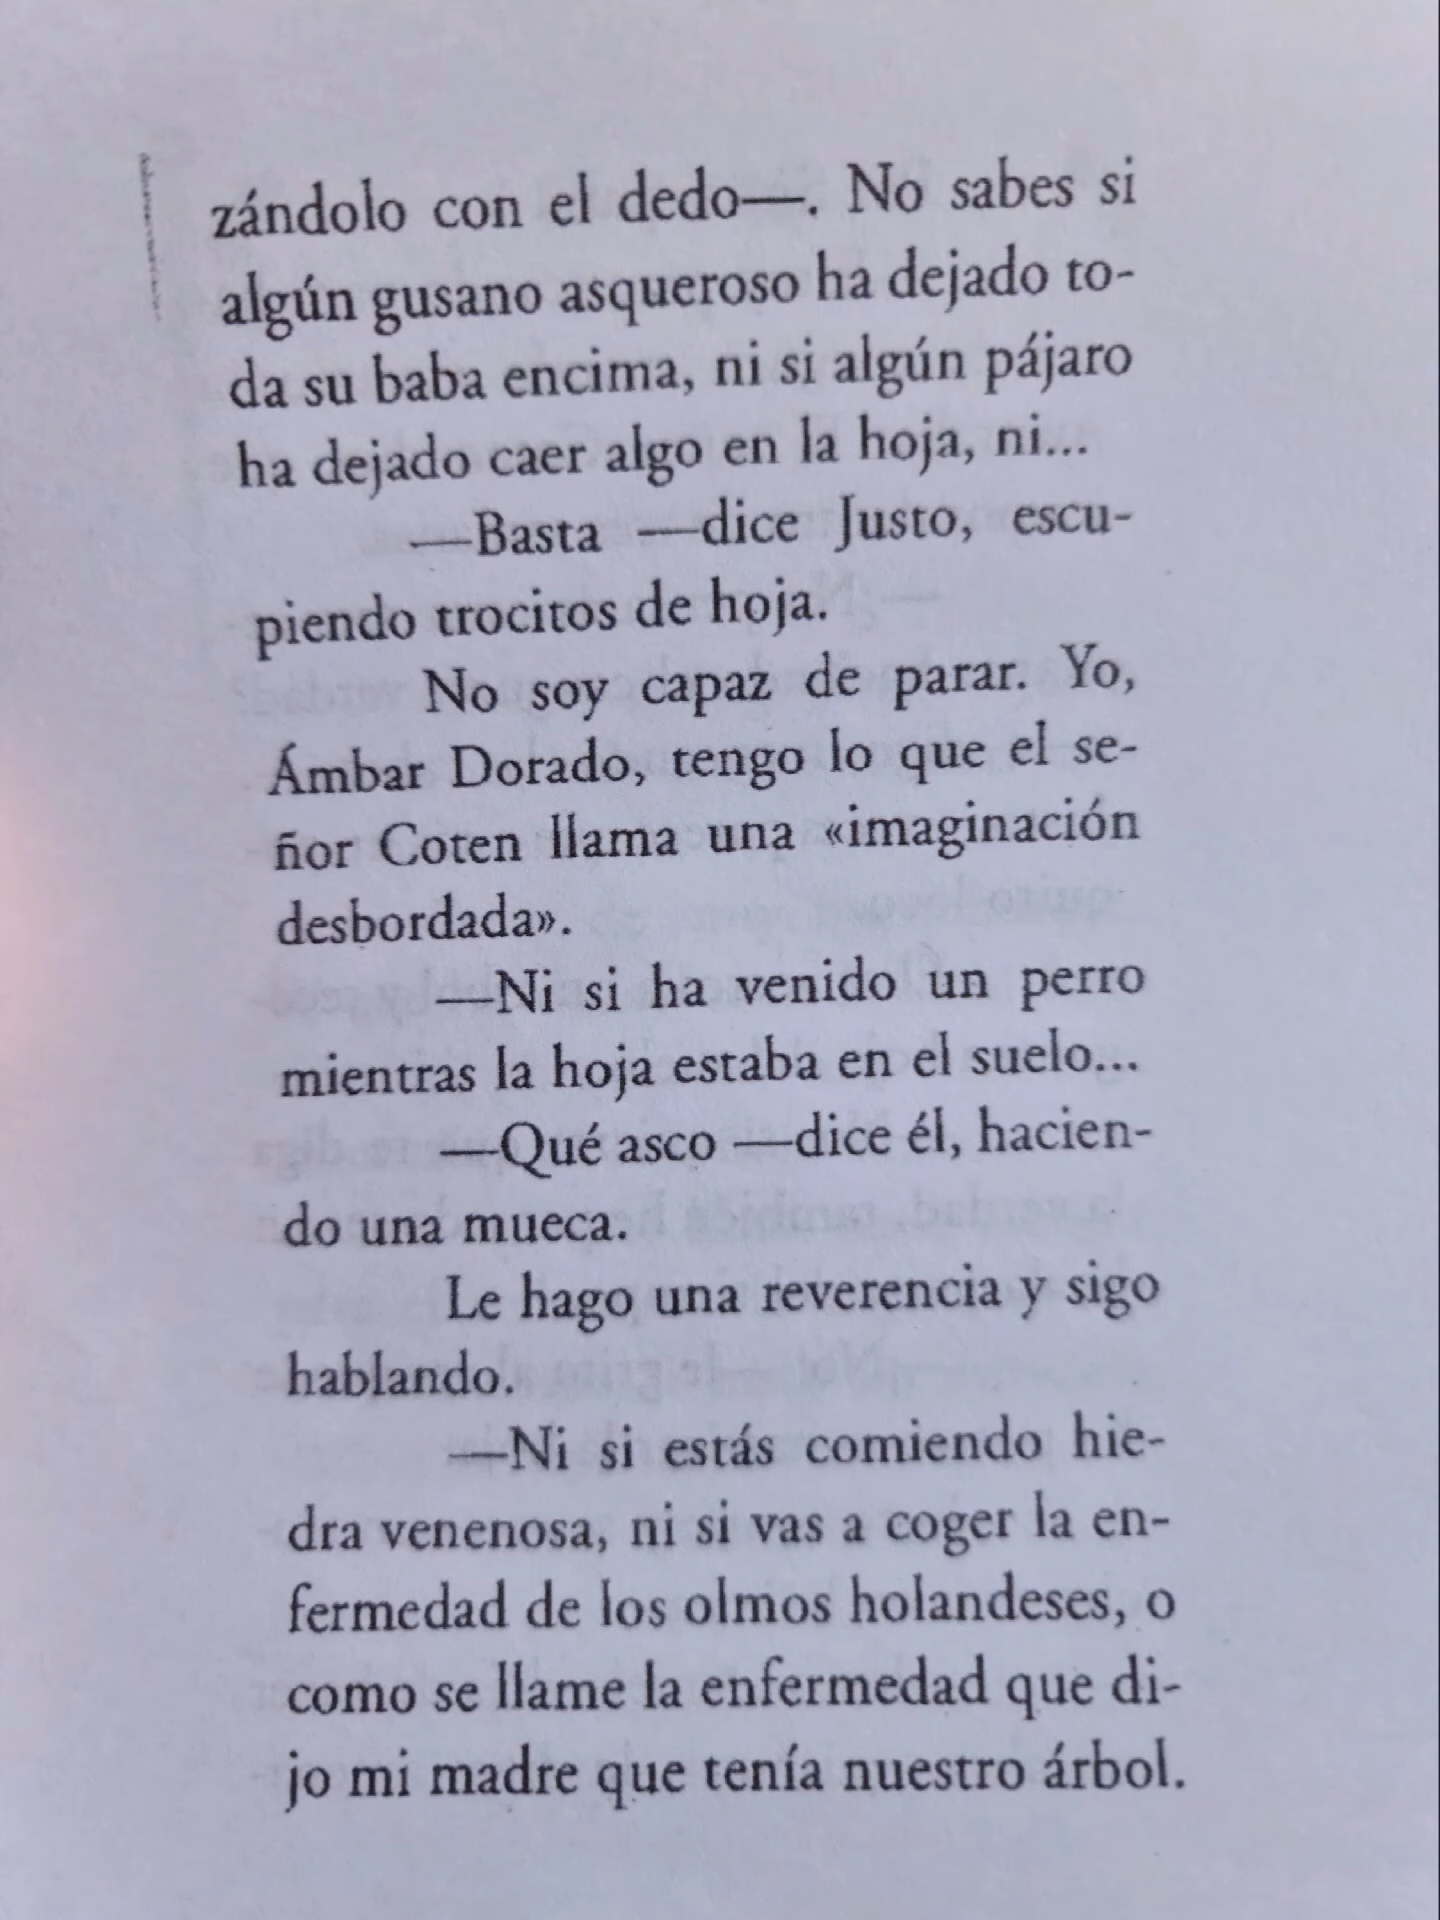 zándolo con el dedo—. No sabes si
algún gusano asqueroso ha dejado to-
da su baba encima, ni si algún pájaro
ha dejado caer algo en la hoja, ni...
—Basta —dice Justo, escu-
piendo trocitos de hoja.
No soy capaz de parar. Yo,
Ámbar Dorado, tengo lo que el se-
ñor Coten llama una «imaginación
desbordada».
—Ni si ha venido un perro
mientras la hoja estaba en el suelo...
—Qué asco —dice él, hacien-
do una mueca.
Le hago una reverencia y sigo
hablando.
—Ni si estás comiendo hie-
dra venenosa, ni si vas a coger la en-
fermedad de los olmos holandeses, o
como se llame la enfermedad que di-
jo mi madre que tenía nuestro árbol.